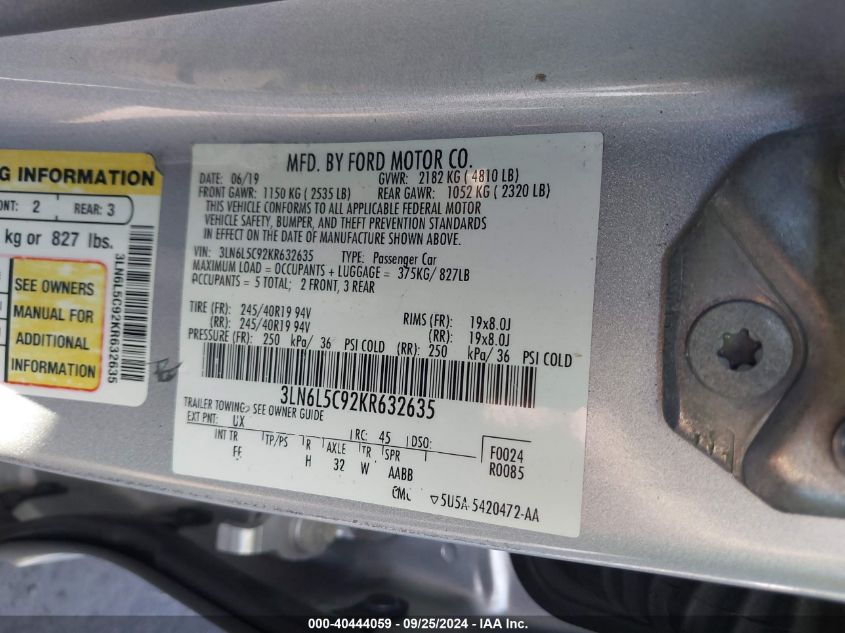 G INFORMATION
NT: 2 REAR: 3
kg or 827 lbs.
SEE OWNERS
MANUAL FOR
ADDITIONAL
INFORMATION
3LN6L5C92KR632635
MFD. BY FORD MOTOR CO.
DATE: 06/19 GVWR: 2182 KG ( 4810 LB)
FRONT GAWR: 1150 KG ( 2535 LB) REAR GAWR: 1052 KG ( 2320 LB)
THIS VEHICLE CONFORMS TO ALL APPLICABLE FEDERAL MOTOR
VEHICLE SAFETY, BUMPER, AND THEFT PREVENTION STANDARDS
IN EFFECT ON THE DATE OF MANUFACTURE SHOWN ABOVE.
VIN: 3LN6L5C92KR632635 TYPE: Passenger Car
MAXIMUM LOAD = OCCUPANTS + LUGGAGE = 375KG/ 827LB
OCCUPANTS = 5 TOTAL; 2 FRONT, 3 REAR
TIRE (FR): 245/40R19 94V RIMS (FR): 19x8.0J
(RR): 245/40R19 94V (RR): 19x8.0J
PRESSURE (FR): 250 kPa/ 36 PSI COLD (RR): 250 kPa/ 36 PSI COLD
3LN6L5C92KR632635
TRAILER TOWING> SEE OWNER GUIDE
EXT PNT: UX RC: 45 DSO: F0024
INT TR TP/PS R AXLE TR SPR R0085
FF H 32 W AABB
5U5A-5420472-AA
000-40444059 - 09/25/2024 - IAA Inc.